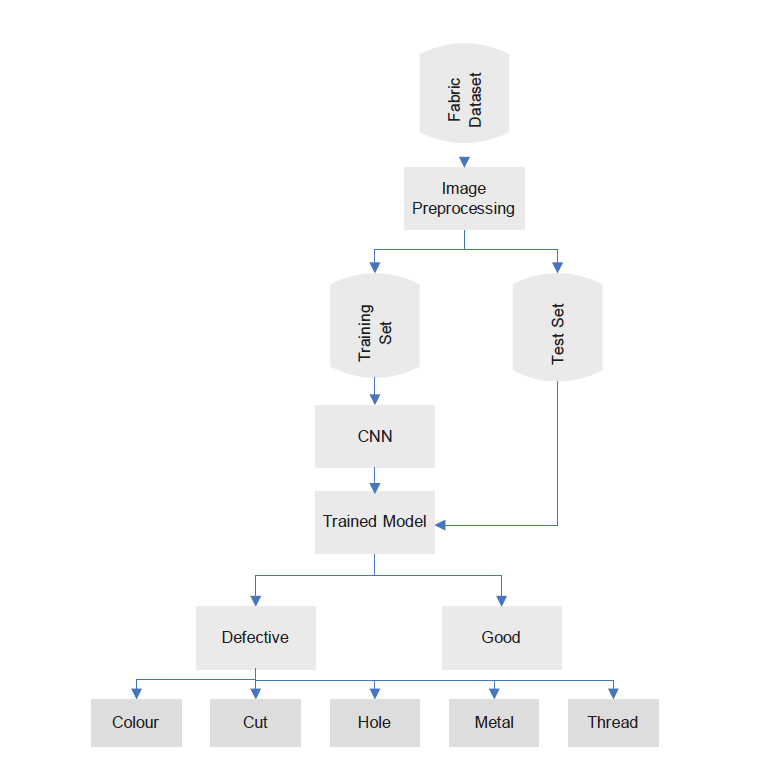 Fabric
Dataset
Image
Preprocessing
Training
Set
Test Set
CNN
Trained Model
Defective
Good
Colour
Cut
Hole
Metal
Thread